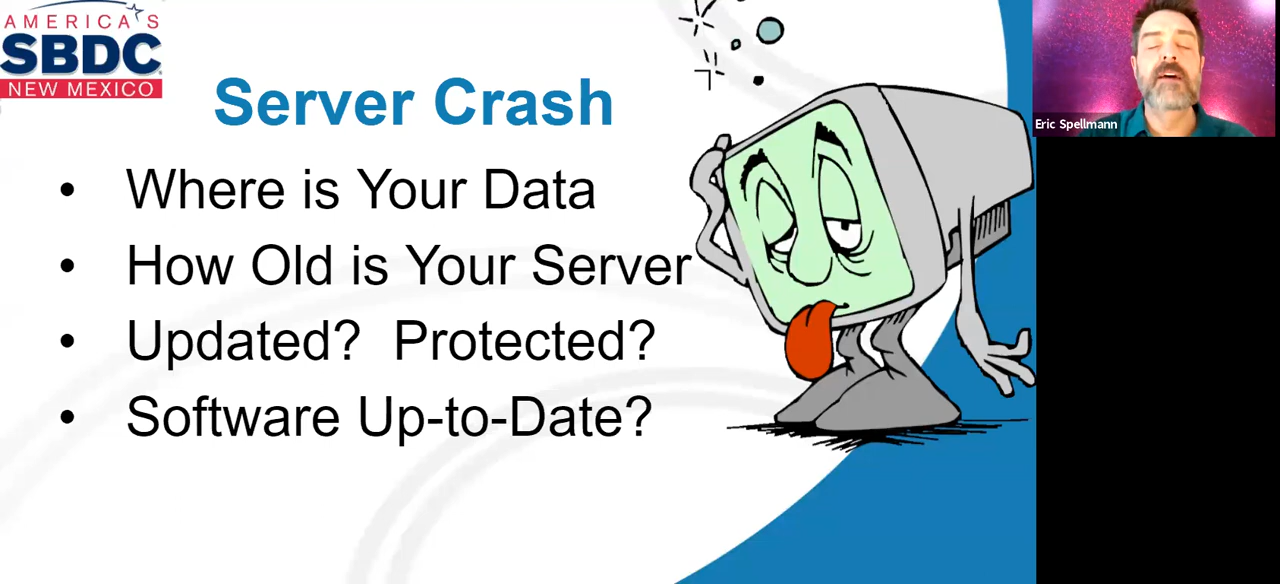 AMERICA'S
SBDC
NEW MEXICO
Server Crash
• Where is Your Data
• How Old is Your Server
• Updated?  Protected?
• Software Up-to-Date?
Eric Spellmann